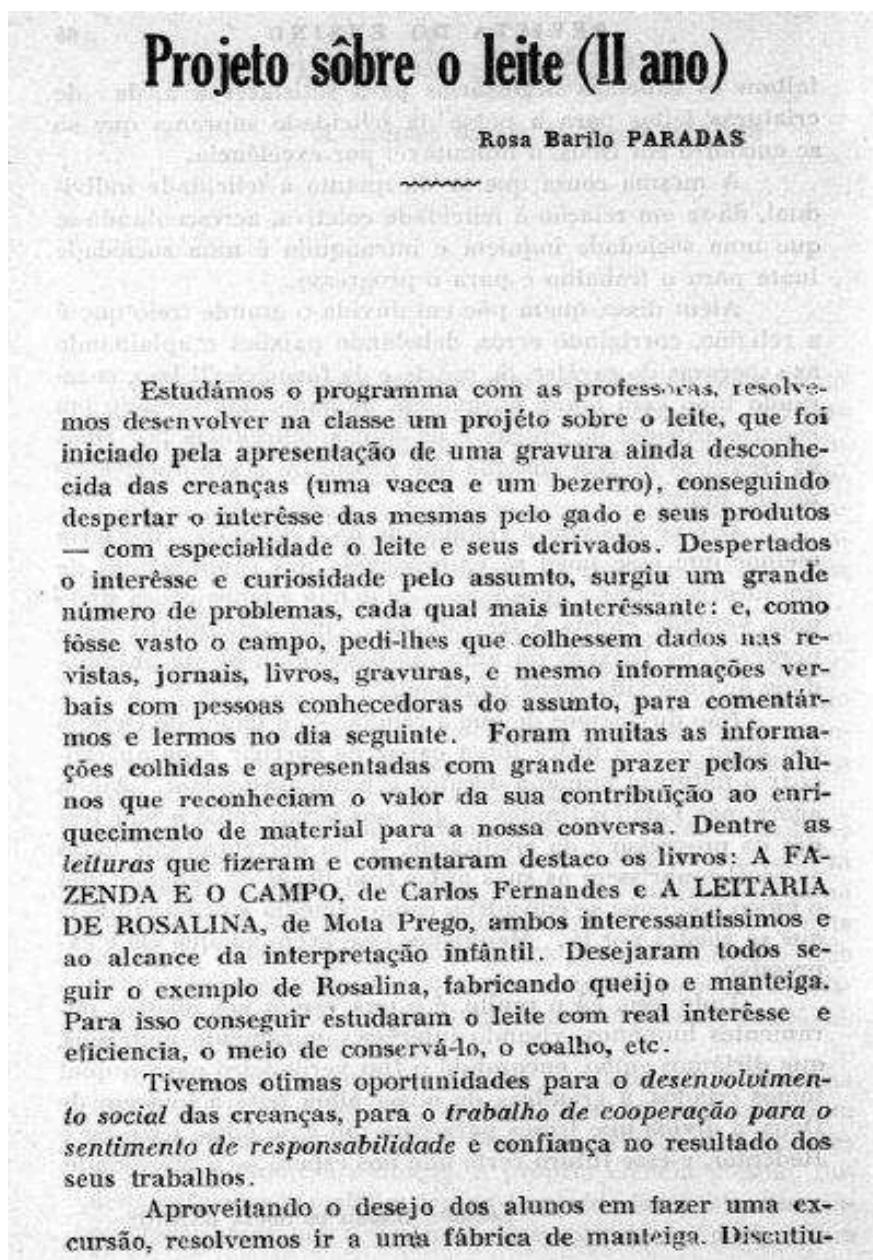 Projeto sôbre o leite (II ano)
Rosa Barilo PARADAS
Estudámos o programma com as professoras, resolve-
mos desenvolver na classe um projéto sobre o leite, que foi
iniciado pela apresentação de uma gravura ainda desconhe-
cida das creanças (uma vacca e um bezerro), conseguindo
despertar o interêsse das mesmas pelo gado e seus produtos
— com especialidade o leite e seus derivados. Despertados
o interêsse e curiosidade pelo assumto, surgiu um grande
número de problemas, cada qual mais interêssante: e, como
fôsse vasto o campo, pedi-lhes que colhessem dados nas re-
vistas, jornais, livros, gravuras, e mesmo informações ver-
bais com pessoas conhecedoras do assunto, para comentár-
mos e lermos no dia seguinte. Foram muitas as informa-
ções colhidas e apresentadas com grande prazer pelos alu-
nos que reconheciam o valor da sua contribuïção ao enri-
quecimento de material para a nossa conversa. Dentre as
leituras que fizeram e comentaram destaco os livros: A FA-
ZENDA E O CAMPO, de Carlos Fernandes e A LEITARIA
DE ROSALINA, de Mota Prego, ambos interessantissimos e
ao alcance da interpretação infântil. Desejaram todos se-
guir o exemplo de Rosalina, fabricando queijo e manteiga.
Para isso conseguir estudaram o leite com real interêsse e
eficiencia, o meio de conservá-lo, o coalho, etc.
Tivemos otimas oportunidades para o desenvolvimen-
to social das creanças, para o trabalho de cooperação para o
sentimento de responsabilidade e confiança no resultado dos
seus trabalhos.
Aproveitando o desejo dos alunos em fazer uma ex-
cursão, resolvemos ir a uma fábrica de manteiga. Discutiu-